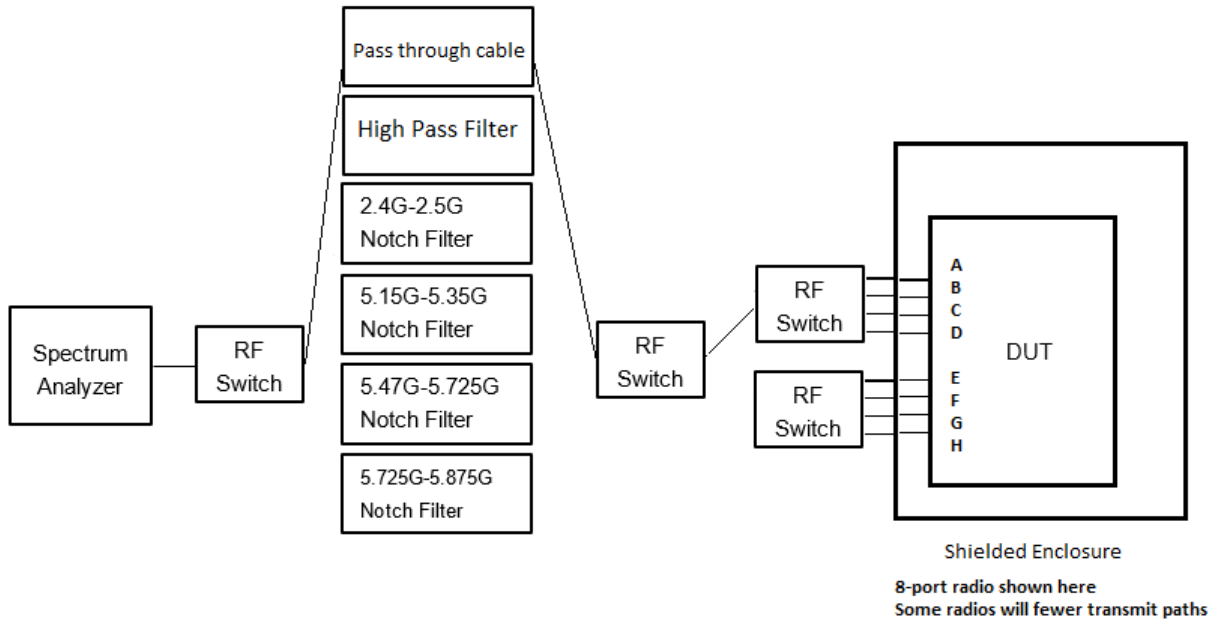 Pass through cable
High Pass Filter
2.4G-2.5G
Notch Filter
5.15G-5.35G
Notch Filter
5.47G-5.725G
Notch Filter
5.725G-5.875G
Notch Filter
Spectrum
Analyzer
RF
Switch
RF
Switch
RF
Switch
RF
Switch
A
B
C
D
E
F
G
H
DUT
Shielded Enclosure
8-port radio shown here
Some radios will fewer transmit paths